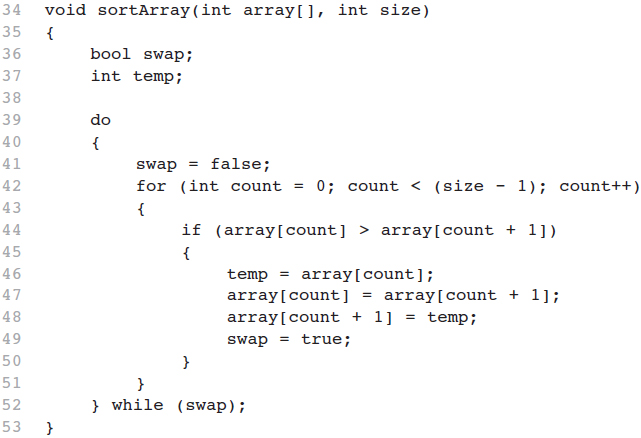 34 void sortArray(int array[], int size)
35 {
36 bool swap;
37 int temp;
38
39 do
40 {
41 swap = false;
42 for (int count = 0; count < (size - 1); count++)
43 {
44 if (array[count] > array[count + 1])
45 {
46 temp = array[count];
47 array[count] = array[count + 1];
48 array[count + 1] = temp;
49 swap = true;
50 }
51 }
52 } while (swap);
53 }